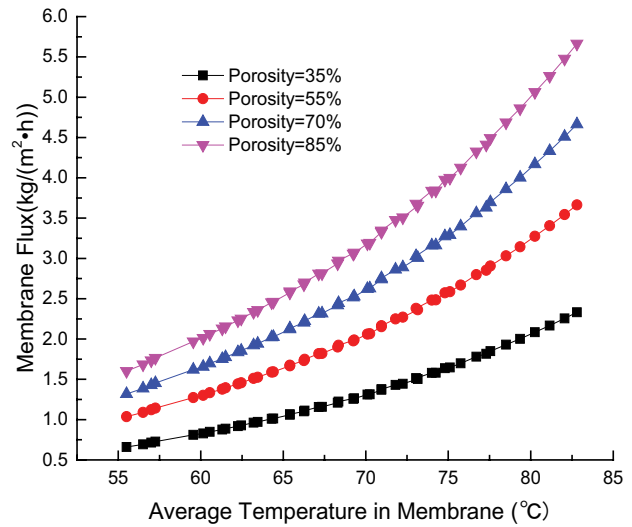 6.0
5.5
5.0
4.5
4.0
3.5
3.0
2.5
2.0
1.5
1.0
0.5
0.0
Membrane Flux(kg/(m²•h))
Porosity=35%
Porosity=55%
Porosity=70%
Porosity=85%
55 60 65 70 75 80 85
Average Temperature in Membrane (℃)